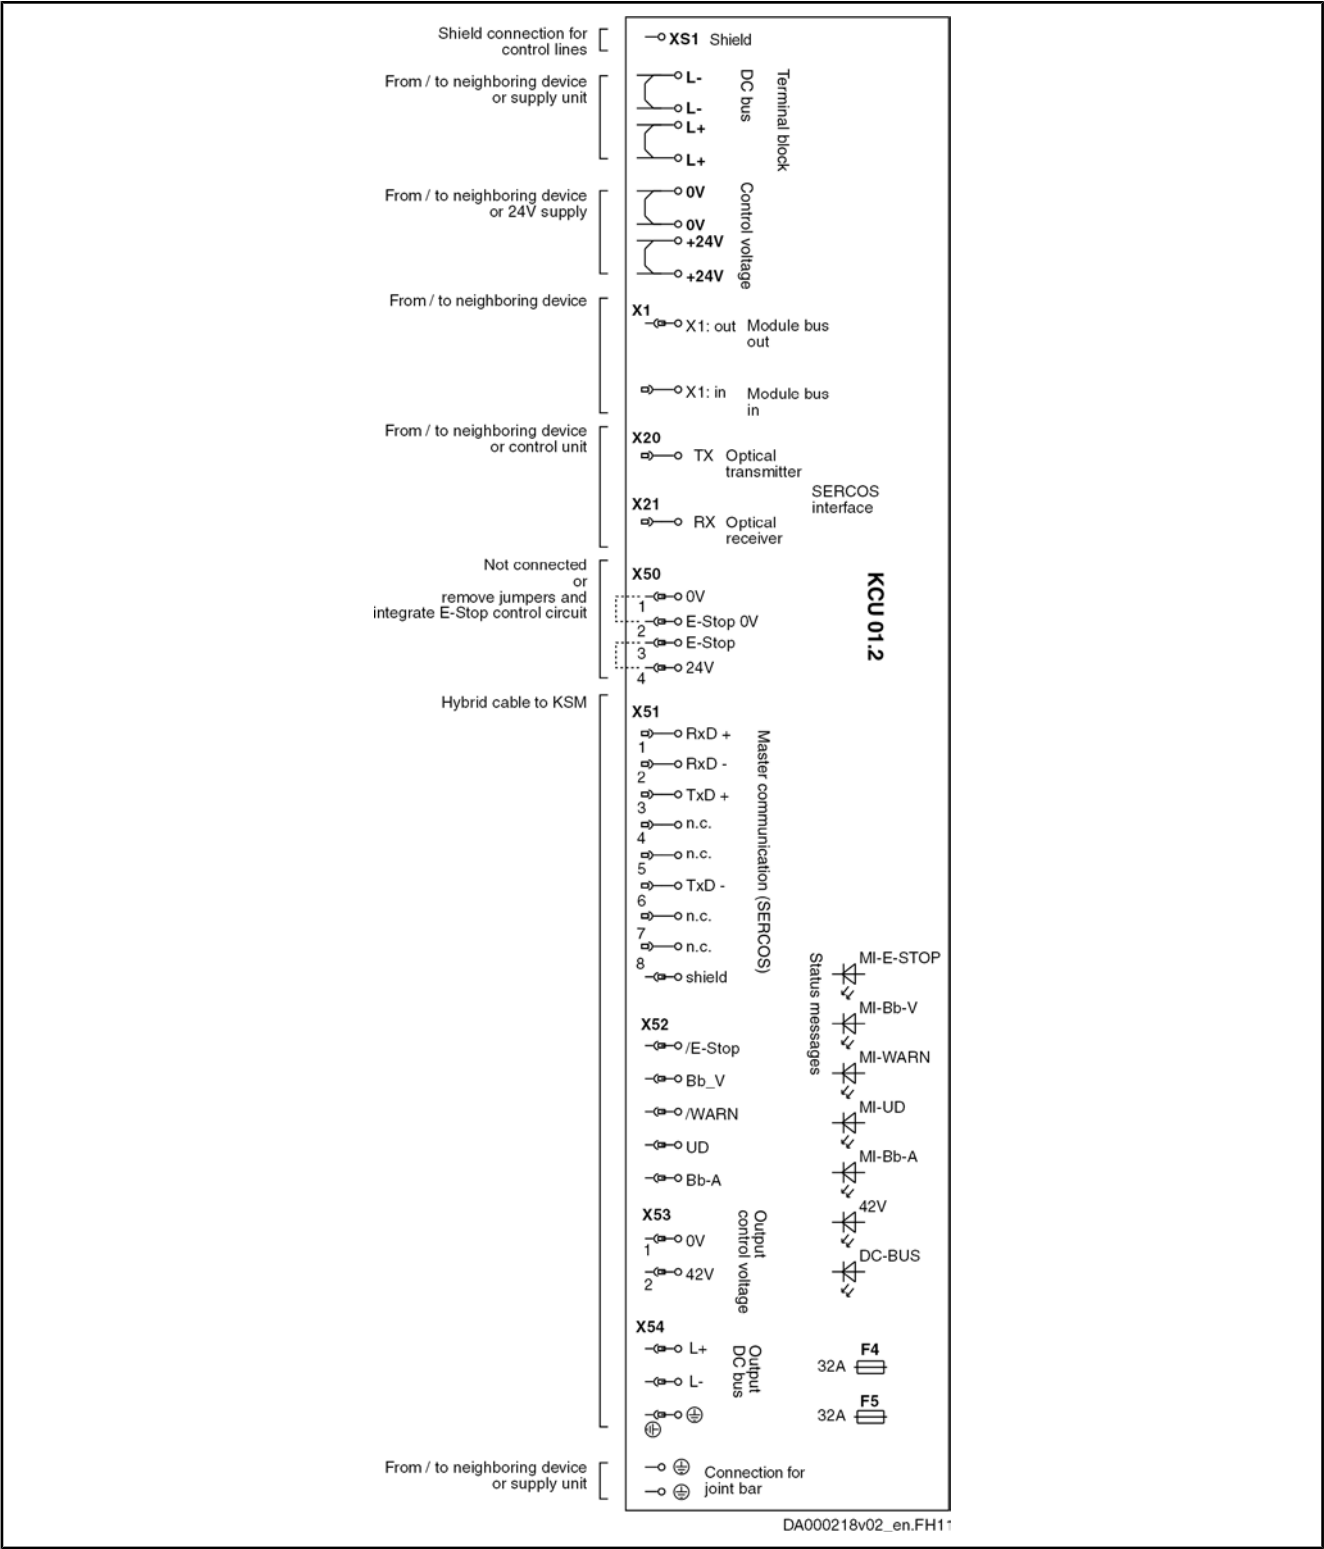 Shield connection for
control lines
XS1 Shield
From / to neighboring device
or supply unit
L-
L-
L+
L+
DC bus
Terminal block
From / to neighboring device
or 24V supply
0V
0V
+24V
+24V
Control voltage
From / to neighboring device
X1
X1: out Module bus
out
X1: in Module bus
in
From / to neighboring device
or control unit
X20
TX Optical
transmitter
SERCOS
interface
X21
RX Optical
receiver
Not connected
or
remove jumpers and
integrate E-Stop control circuit
X50
0V
1
E-Stop 0V
2
E-Stop
3
24V
4
KCU 01.2
Hybrid cable to KSM
X51
RxD +
1
RxD -
2
TxD +
3
n.c.
4
n.c.
5
TxD -
6
n.c.
7
n.c.
8
shield
Master communication (SERCOS)
X52
/E-Stop
Bb_V
/WARN
UD
Bb-A
Status messages
MI-E-STOP
MI-Bb-V
MI-WARN
MI-UD
MI-Bb-A
42V
DC-BUS
X53
0V
1
42V
2
Output
control voltage
X54
L+
L-
Output
DC bus
F4
32A
F5
32A
From / to neighboring device
or supply unit
Connection for
joint bar
DA000218v02_en.FH11